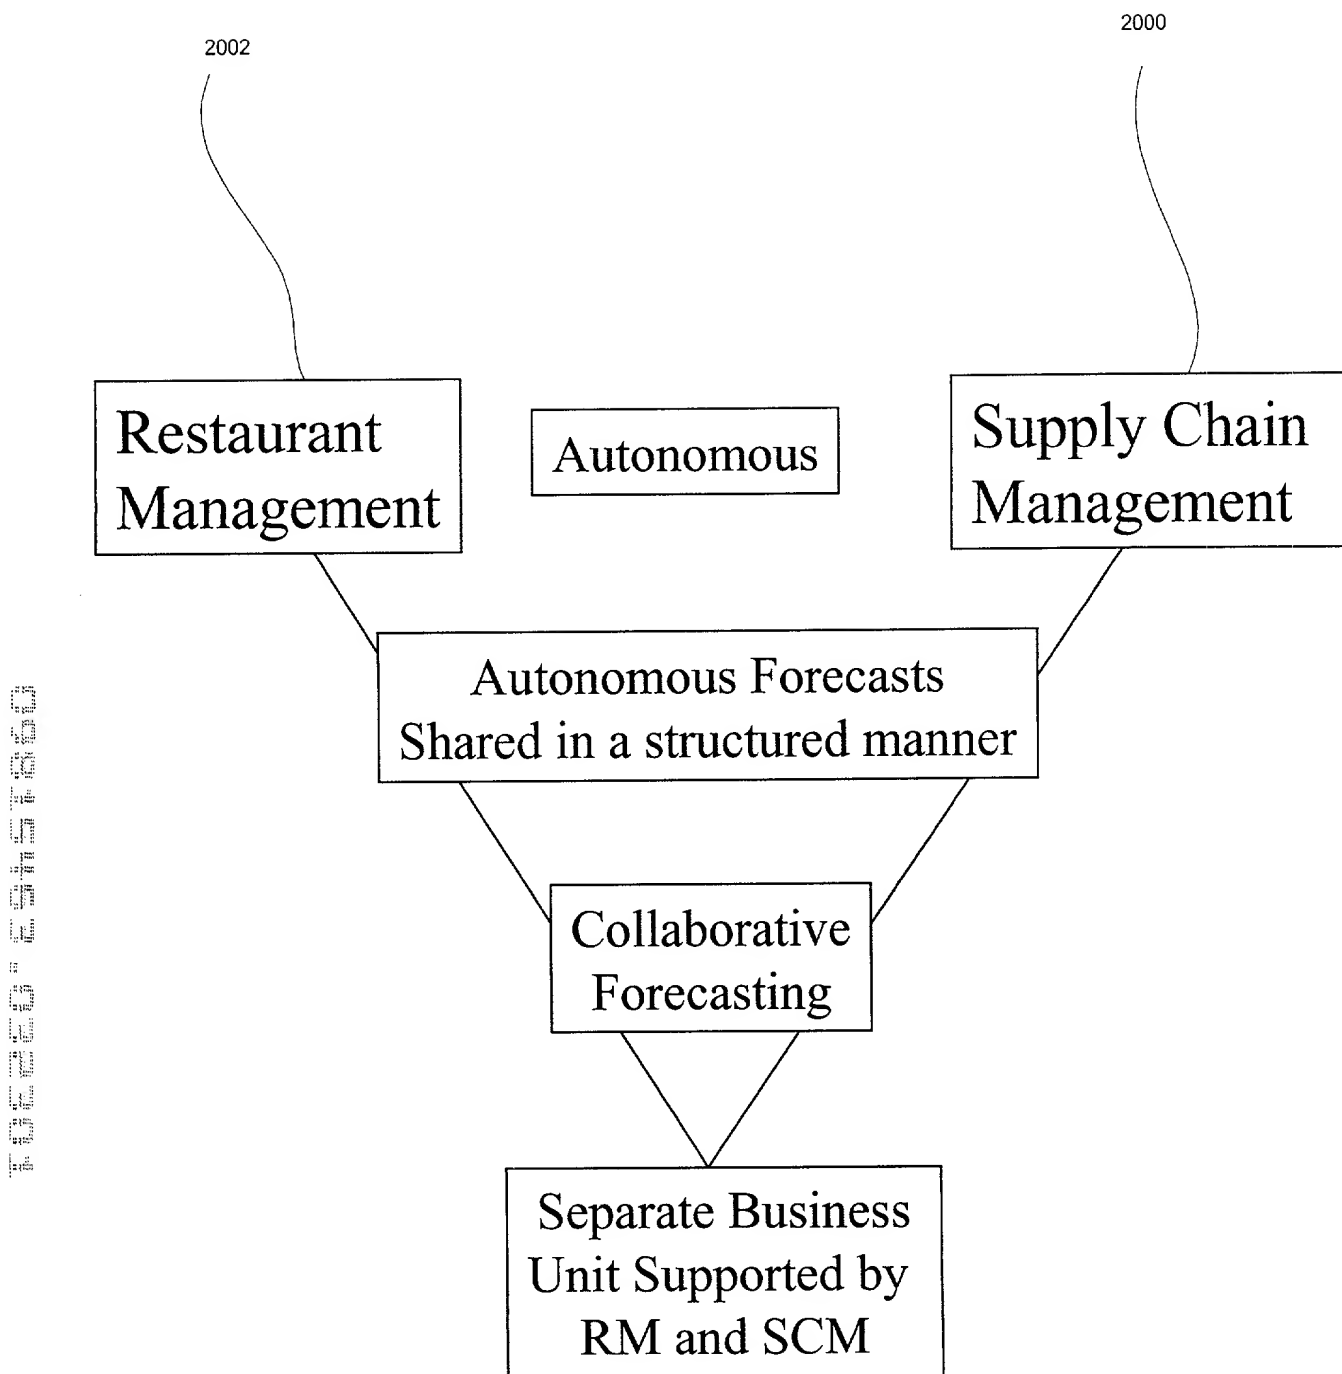 2002
2000
Restaurant
Management
Autonomous
Supply Chain
Management
Autonomous Forecasts
Shared in a structured manner
Collaborative
Forecasting
Separate Business
Unit Supported by
RM and SCM